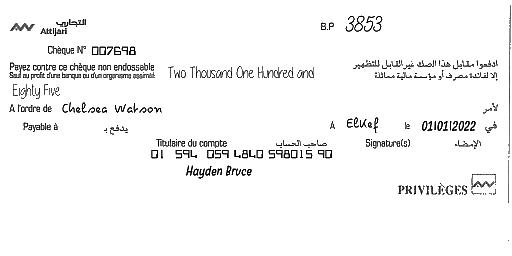 التجاري
Attijari
B.P 3853
Chèque N° 007698
Payez contre ce chèque non endossable
Seul au profit d'une banque ou d'un organisme assimilé
Two Thousand One Hundred and
ادفعوا مقابل هذا الصك غير القابل للتظهير
إلا لفائدة مصرف أو مؤسسة مالية مماثلة
Eighty Five
A l'ordre de Chelsea Watson لأمر
Payable à يدفع بـ A ElKef le 01/01/2022 في
Titulaire du compte صاحب الحساب Signature(s) الإمضاء
01 594 059 4840 598015 90
Hayden Bruce
PRIVILÈGES